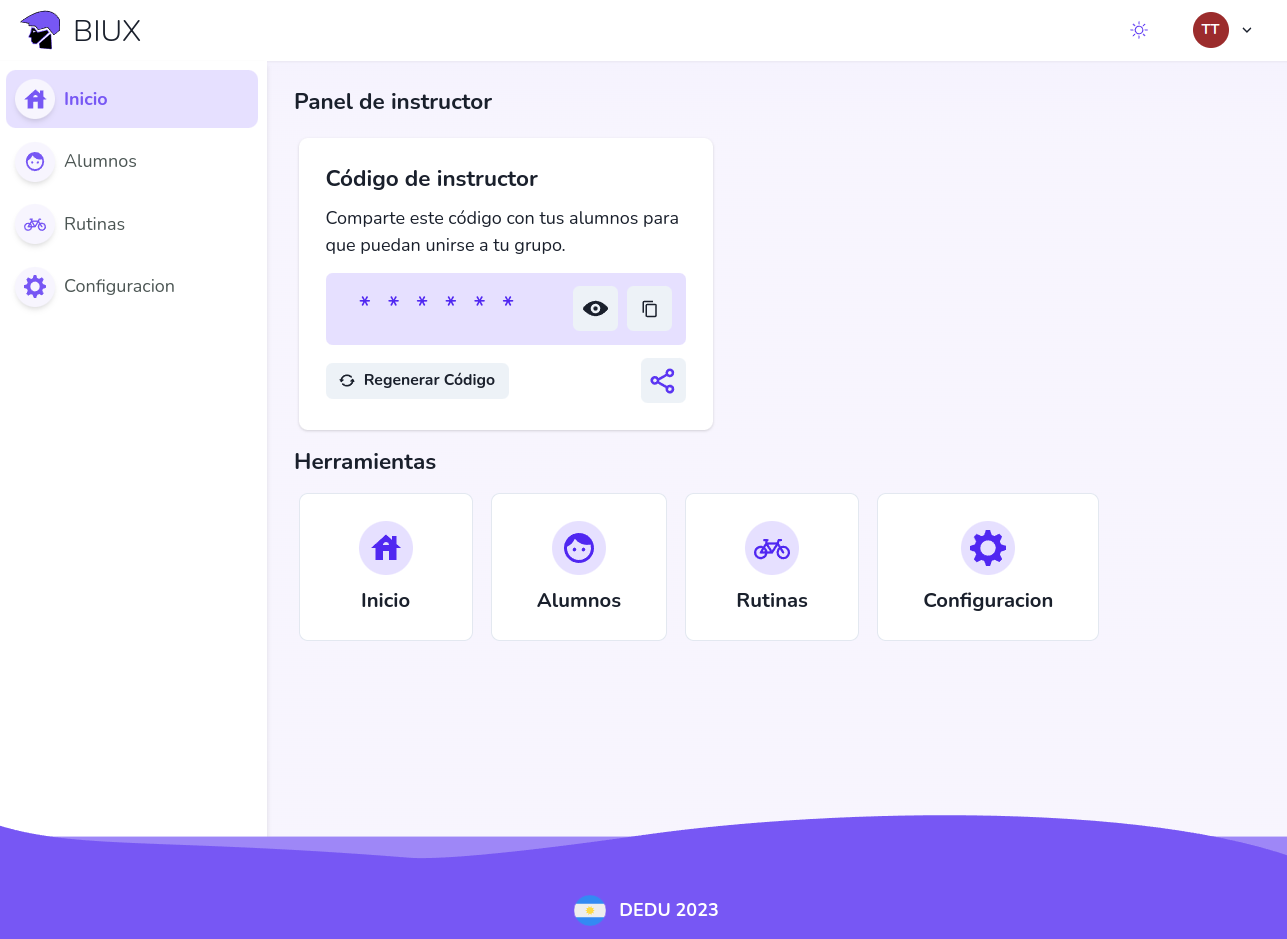 BIUX
TT
Inicio
Alumnos
Rutinas
Configuracion
Panel de instructor
Código de instructor
Comparte este código con tus alumnos para
que puedan unirse a tu grupo.
* * * * * *
Regenerar Código
Herramientas
Inicio
Alumnos
Rutinas
Configuracion
DEDU 2023